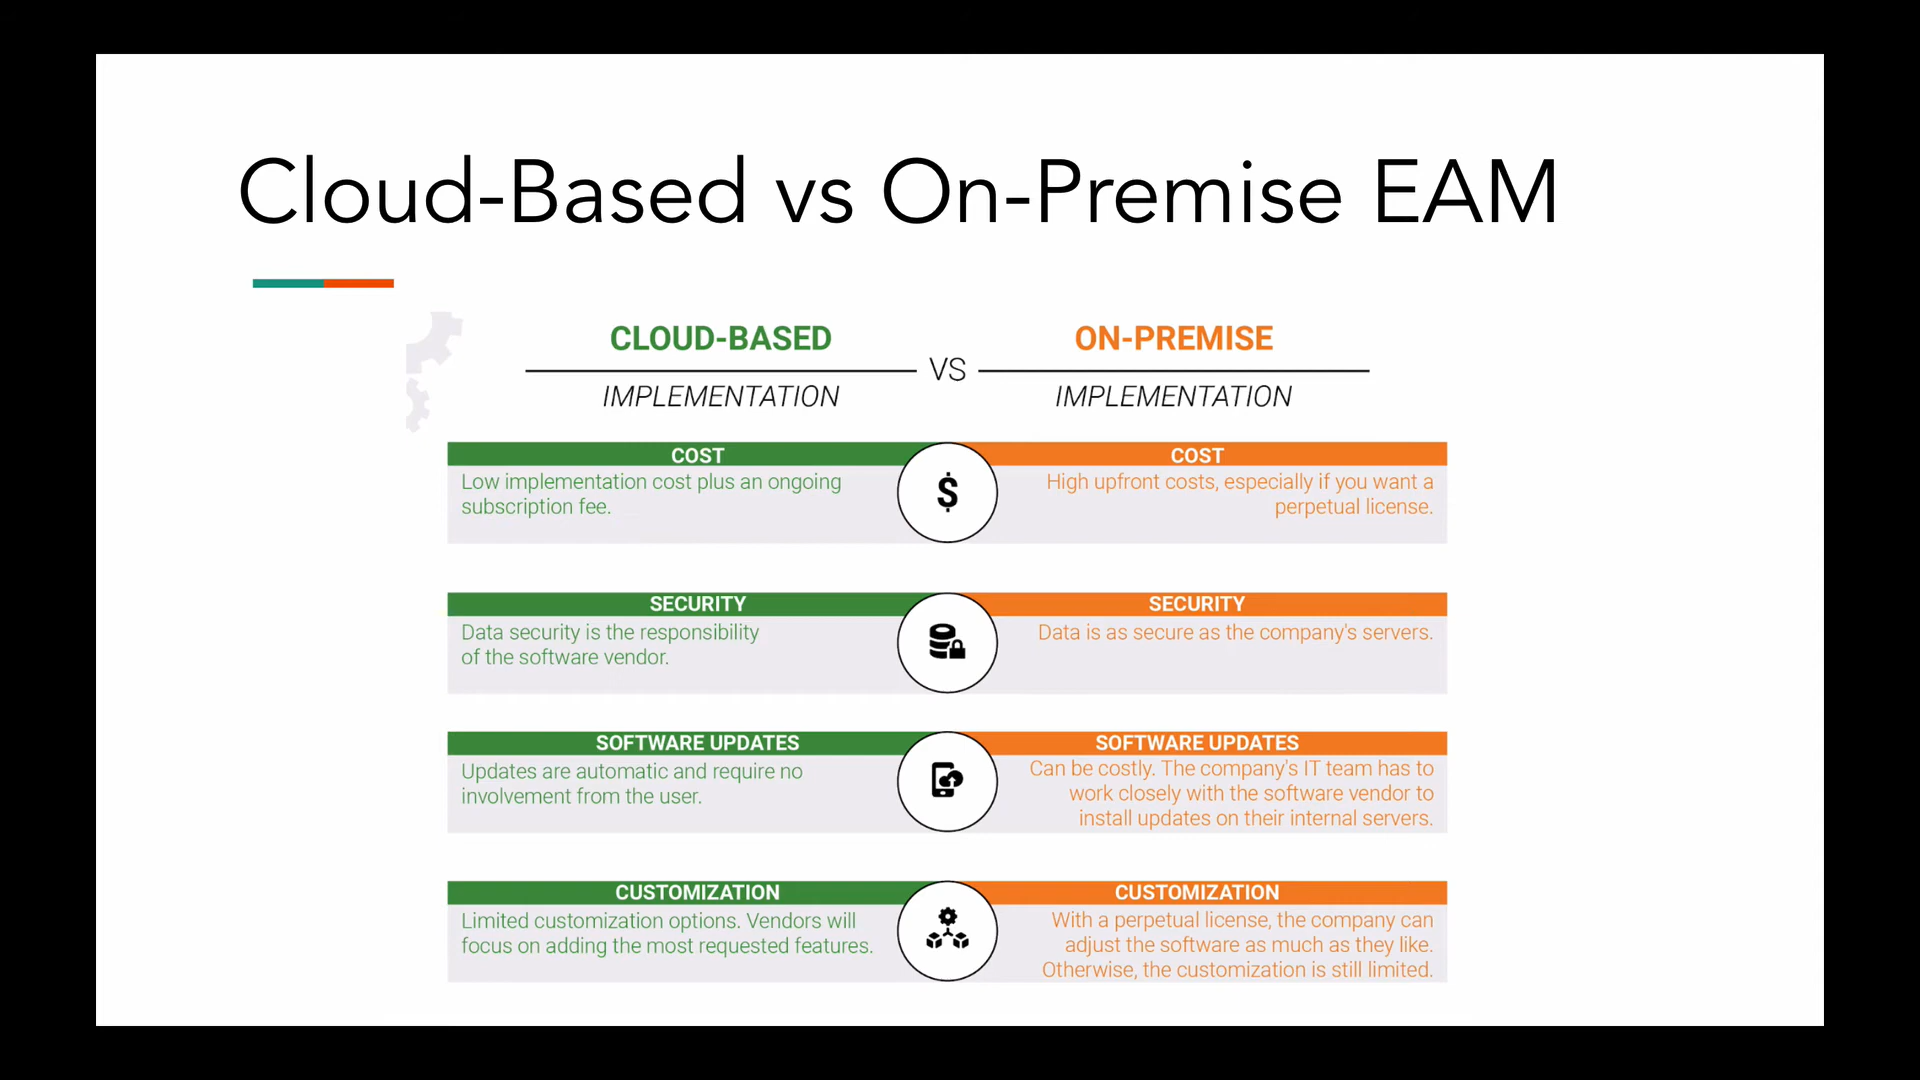 Cloud-Based vs On-Premise EAM
CLOUD-BASED
IMPLEMENTATION
VS
ON-PREMISE
IMPLEMENTATION
COST
Low implementation cost plus an ongoing
subscription fee.
$
COST
High upfront costs, especially if you want a
perpetual license.
SECURITY
Data security is the responsibility
of the software vendor.
SECURITY
Data is as secure as the company's servers.
SOFTWARE UPDATES
Updates are automatic and require no
involvement from the user.
SOFTWARE UPDATES
Can be costly. The company's IT team has to
work closely with the software vendor to
install updates on their internal servers.
CUSTOMIZATION
Limited customization options. Vendors will
focus on adding the most requested features.
CUSTOMIZATION
With a perpetual license, the company can
adjust the software as much as they like.
Otherwise, the customization is still limited.